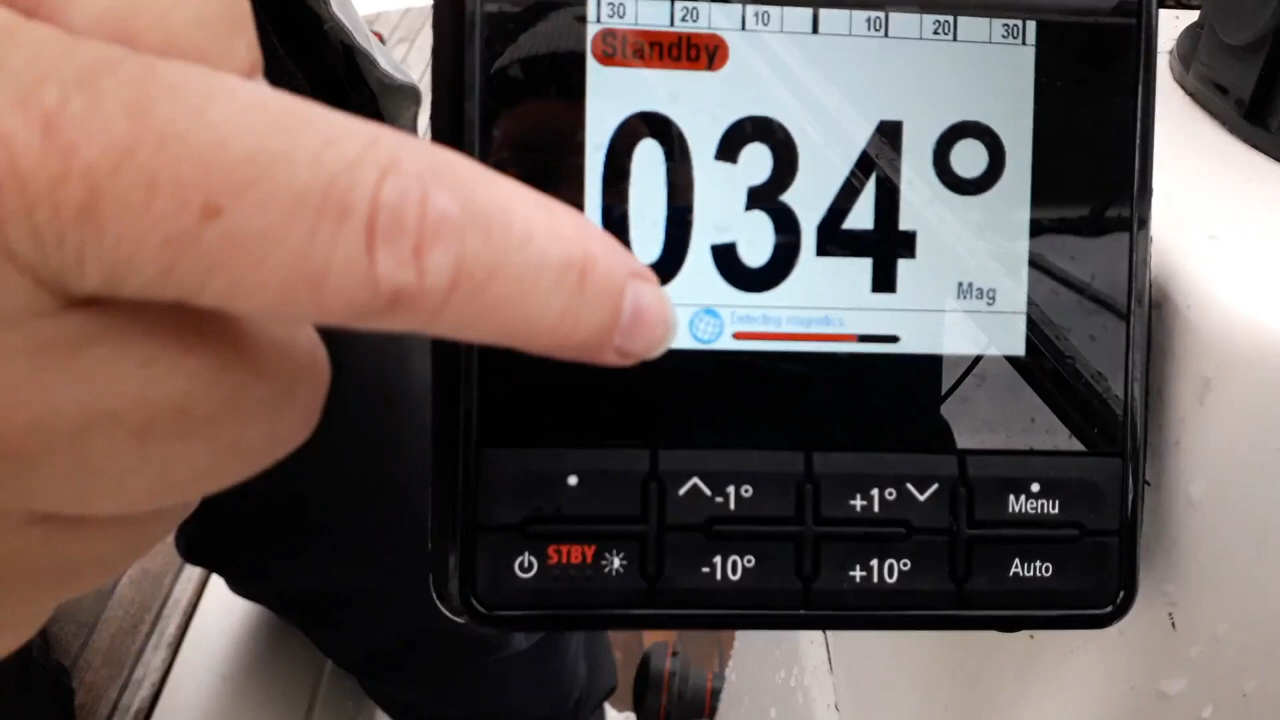 30 20 10 10 20 30
Standby
034°
Mag
Detecting magnetics.
-1° +1° Menu
STBY -10° +10° Auto